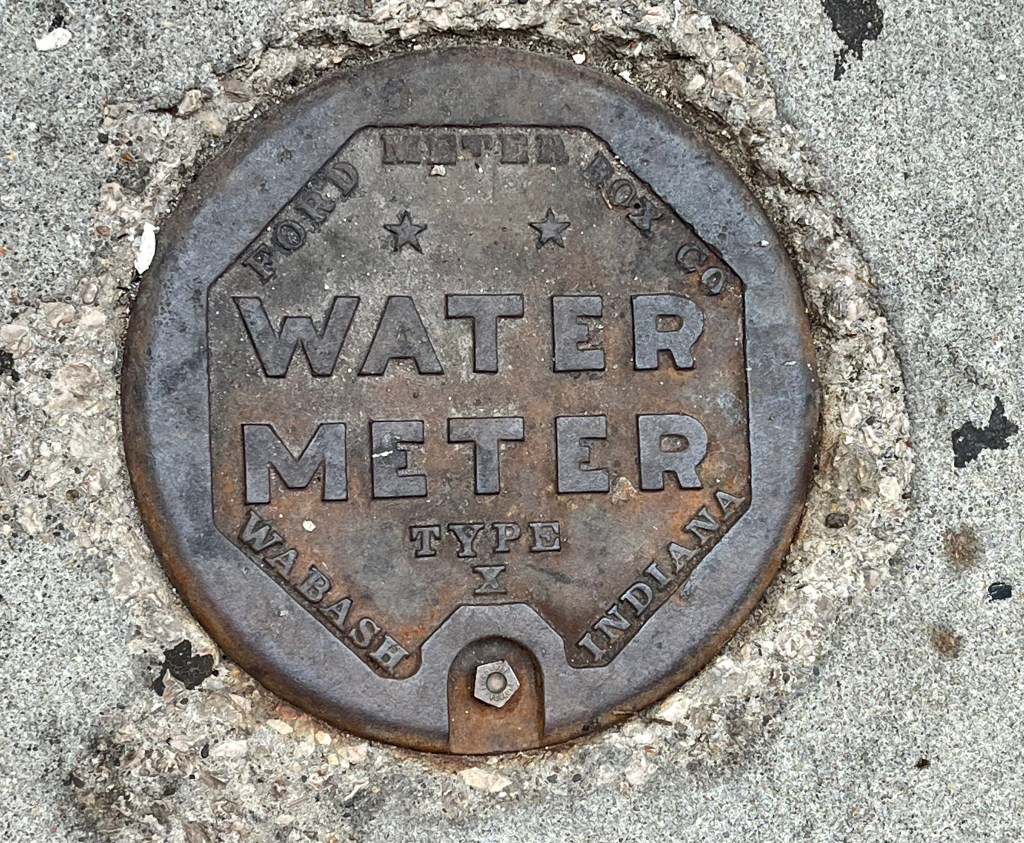 FORD METER BOX CO
WATER
METER
TYPE
X
WABASH INDIANA